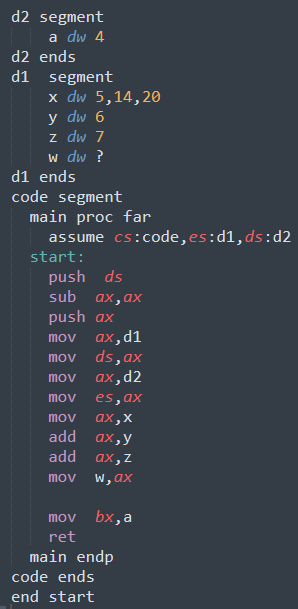 d2 segment
    a dw 4
d2 ends
d1  segment
    x dw 5,14,20
    y dw 6
    z dw 7
    w dw ?
d1 ends
code segment
  main proc far
    assume cs:code,es:d1,ds:d2
  start:
    push  ds
    sub  ax,ax
    push ax
    mov  ax,d1
    mov  ds,ax
    mov  ax,d2
    mov  es,ax
    mov  ax,x
    add  ax,y
    add  ax,z
    mov  w,ax

    mov  bx,a
    ret
  main endp
code ends
end start